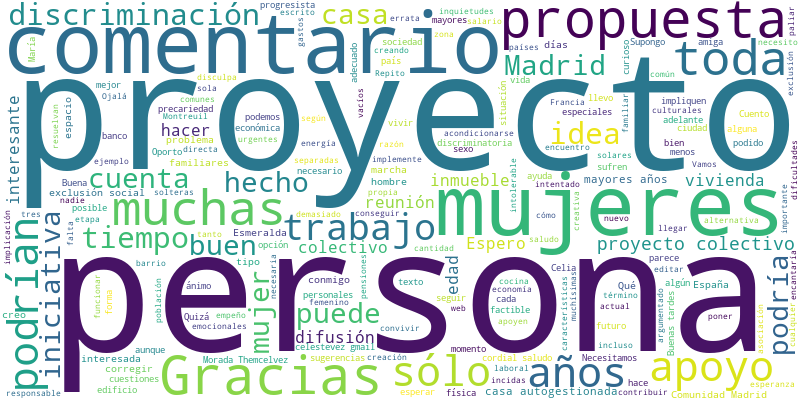 discriminación
casa
progresista
escrito
gastos
errata
mayores
inquietudes
salario
propuesta
paliar
María
comentario
adecuado
país
sociedad
creando
Repito
zona
países
días
Supongo
amiga
necesito
exclusión
toda
Madrid
vida
curioso
proyecto
interesante
resuelvan
mejor
Ojalá
disculpa
sola
comunes
precariedad
Montreuil
espacio
banco
hacer
problema
directa
ejemplo
Oporto
familiares
podemos
económica
urgentes
según
vacíos
vivir
energía
razón
separadas
necesario
implemente
marcha
hombre
propia
acondicionarse
discriminatoria
sexo
encuentro
Francia
especiales
llevo
situación
idea
familiar
común
impliquen
culturales
adelante
ciudad
Cuento
alguna
bien
menos
podido
Vamos
dificultades
solares
sufren
ayuda
intentado
intolerable
inmueble
mayores años
vivienda
importante
creativa
alternativa
cuenta
hecho
Buena
nadie
exclusión social
tres
posible
etapa
solteras
muchas
tanto
demasiado
conseguir
reunión
mujeres
cómo
nuevo
llegar
saludo
implicación
falta
tiempo
buen
Esmeralda
opción
trabajo
colectivo
cantidad
Espero
proyecto colectivo
podrían
iniciativa
creo
barrio
tipo
necesaria
conmigo
persona
edad
Celia
parece
editar
Qué
algún
España
Buenas tardes
podría
encantaría
cualquier
asociación
población
ánimo
funcionar
forma
Quizá
empeño
emocionales
mujer
personales
femenino
puede
difusión
texto
pensiones
convivir
seguir
web
cocina
economía
cada
factible
apoyen
características
muchísimas
término
actual
futuro
incluso
argumentado
poner
aunque
interesada
corregir
cuestiones
edificio
responsable
Morada Themcelvez
celestevez gmail
sugerencias
creación
Gracias
esperar
momento
sólo
física
cordial saludo
laboral
incidas
Necesitamos
años
hace
casa autogestionada
contribuir
apoyo
esperanza
Comunidad Madrid